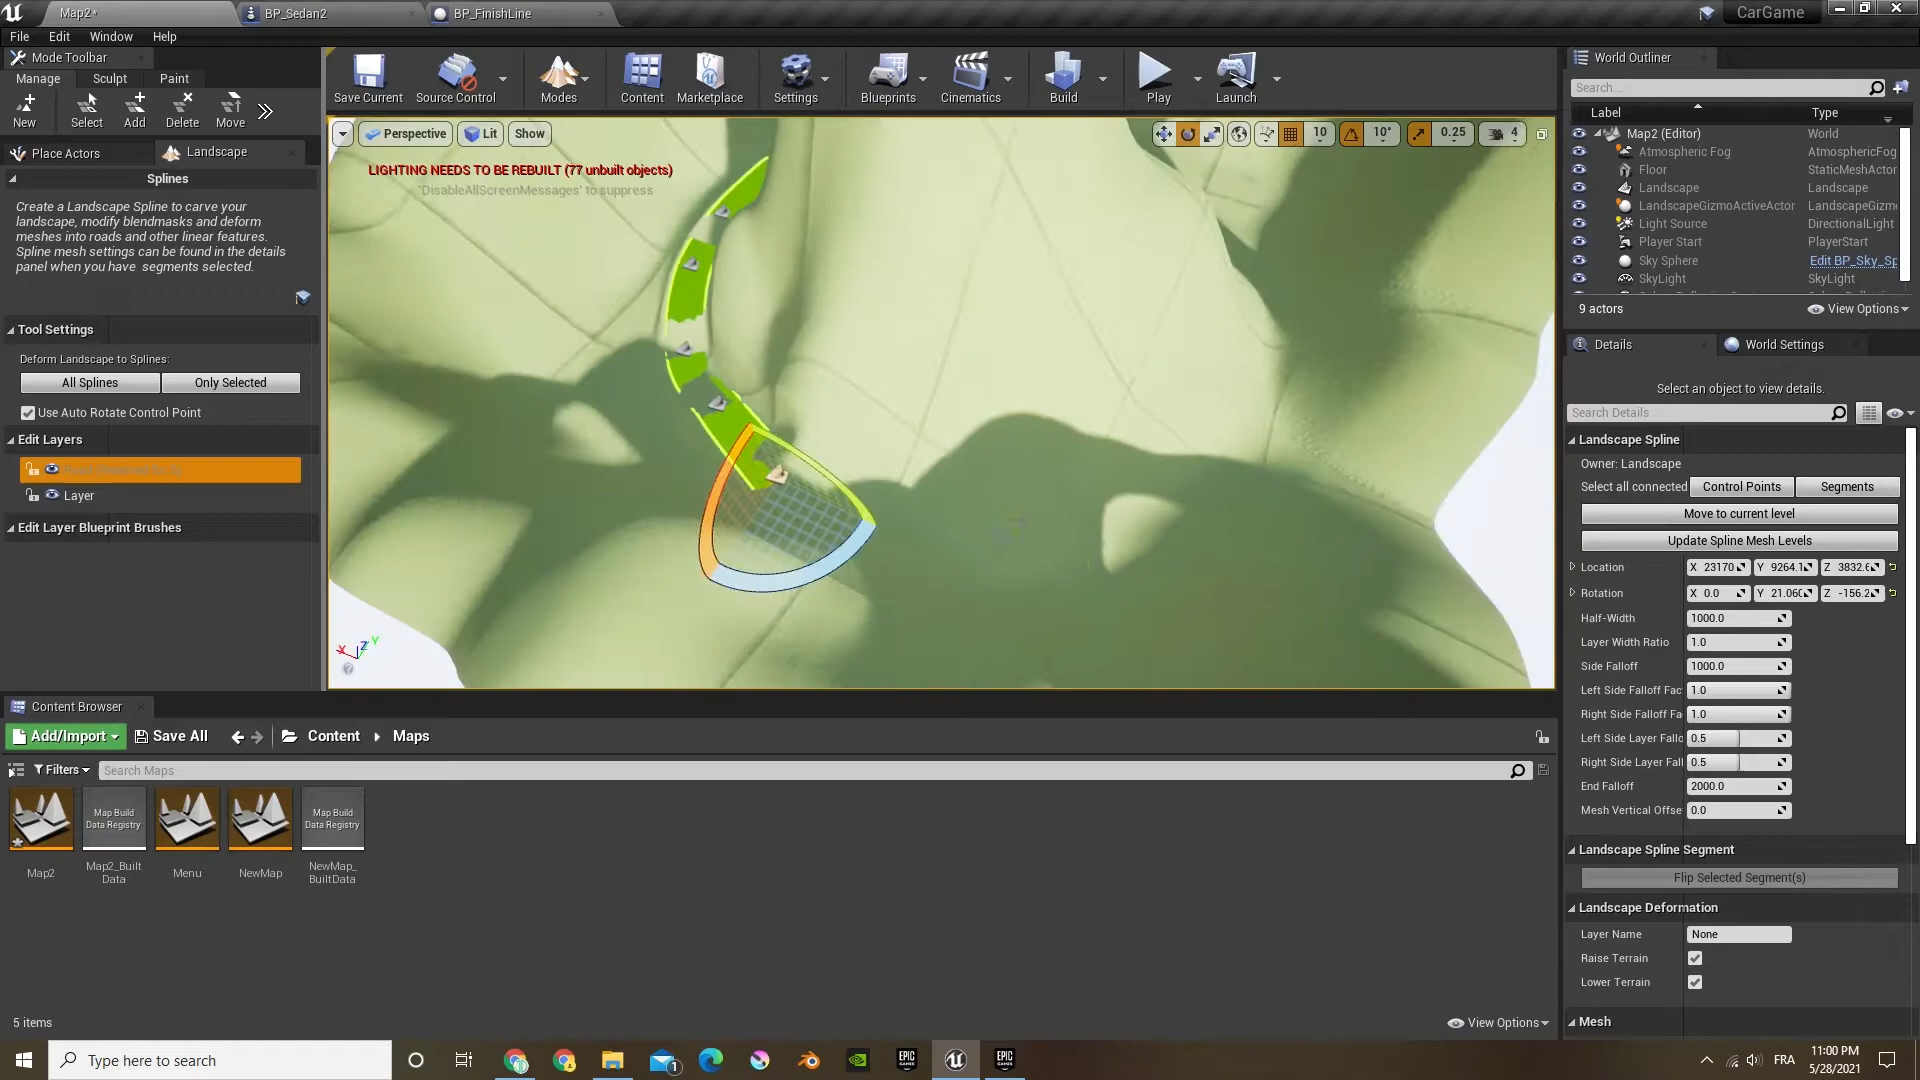 Map2*
BP_Sedan2
BP_FinishLine
CarGame
File Edit Window Help
Mode Toolbar
Manage Sculpt Paint
New Select Add Delete Move
Place Actors
Landscape
Splines
Create a Landscape Spline to carve your
landscape, modify blendmasks and deform
meshes into roads and other linear features.
Spline mesh settings can be found in the details
panel when you have segments selected.
Tool Settings
Deform Landscape to Splines:
All Splines Only Selected
Use Auto Rotate Control Point
Edit Layers
Layer
Edit Layer Blueprint Brushes
Save Current Source Control Modes Content Marketplace Settings Blueprints Cinematics Build Play Launch
Perspective Lit Show
10 10° 0.25 4
LIGHTING NEEDS TO BE REBUILT (77 unbuilt objects)
'DisableAllScreenMessages' to suppress
X Z Y
World Outliner
Search...
Label Type
Map2 (Editor) World
Atmospheric Fog AtmosphericFog
Floor StaticMeshActor
Landscape Landscape
LandscapeGizmoActiveActor LandscapeGizm
Light Source DirectionalLight
Player Start PlayerStart
Sky Sphere Edit BP_Sky_Sp
SkyLight SkyLight
9 actors View Options
Details
World Settings
Select an object to view details.
Search Details
Landscape Spline
Owner: Landscape
Select all connected Control Points Segments
Move to current level
Update Spline Mesh Levels
Location X 23170 Y 9264.1 Z 3832.6
Rotation X 0.0 Y 21.060 Z -156.2
Half-Width 1000.0
Layer Width Ratio 1.0
Side Falloff 1000.0
Left Side Falloff Fac 1.0
Right Side Falloff Fa 1.0
Left Side Layer Fallo 0.5
Right Side Layer Fall 0.5
End Falloff 2000.0
Mesh Vertical Offse 0.0
Landscape Spline Segment
Flip Selected Segment(s)
Landscape Deformation
Layer Name None
Raise Terrain
Lower Terrain
Mesh
Content Browser
Add/Import Save All Content Maps
Filters Search Maps
Map Build
Data Registry
Map Build
Data Registry
Map2
Map2_Built
Data
Menu
NewMap
NewMap_
BuiltData
5 items
View Options
Type here to search
1
EPIC
GAMES
EPIC
GAMES
FRA
11:00 PM
5/28/2021